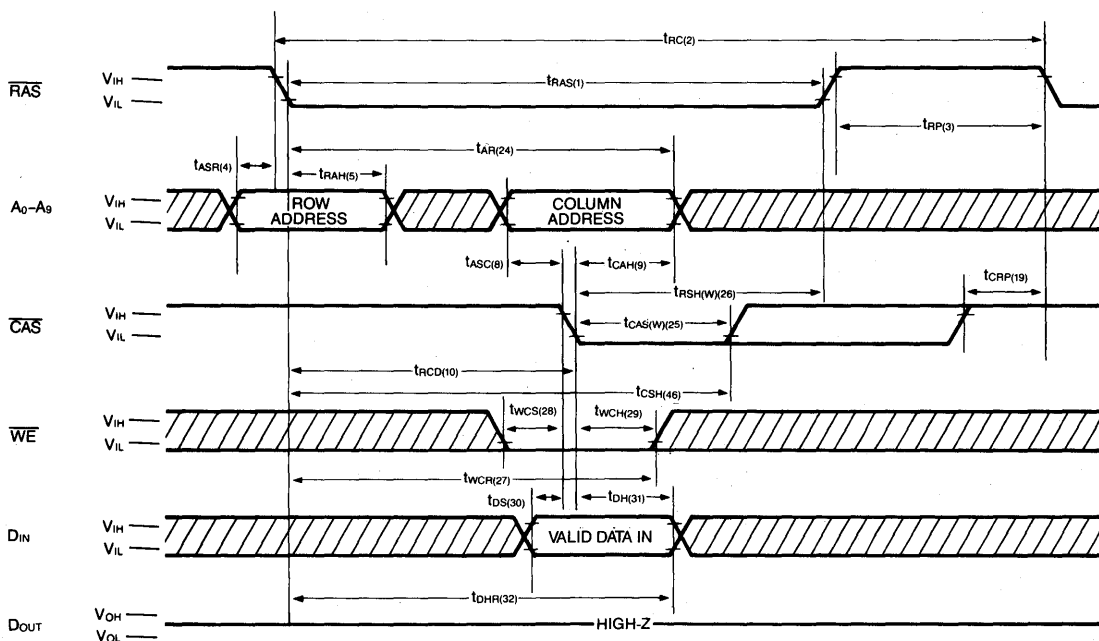 tRC(2)
RAS
VIH
VIL
tRAS(1)
tRP(3)
tAR(24)
tASR(4)
tRAH(5)
A0–A9
VIH
VIL
ROW
ADDRESS
COLUMN
ADDRESS
tASC(8)
tCAH(9)
tRSH(W)(26)
tCRP(19)
CAS
VIH
VIL
tCAS(W)(25)
tRCD(10)
tCSH(46)
WE
VIH
VIL
tWCS(28)
tWCH(29)
tWCR(27)
tDS(30)
tDH(31)
DIN
VIH
VIL
VALID DATA IN
tDHR(32)
DOUT
VOH
VOL
HIGH-Z